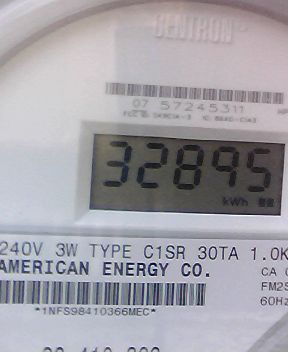 CENTRON
07 57245311
32895
kWh
240V 3W TYPE C1SR 30TA 1.0K
AMERICAN ENERGY CO.
CA
FM2S
60Hz
*1NFS98410366MEC*